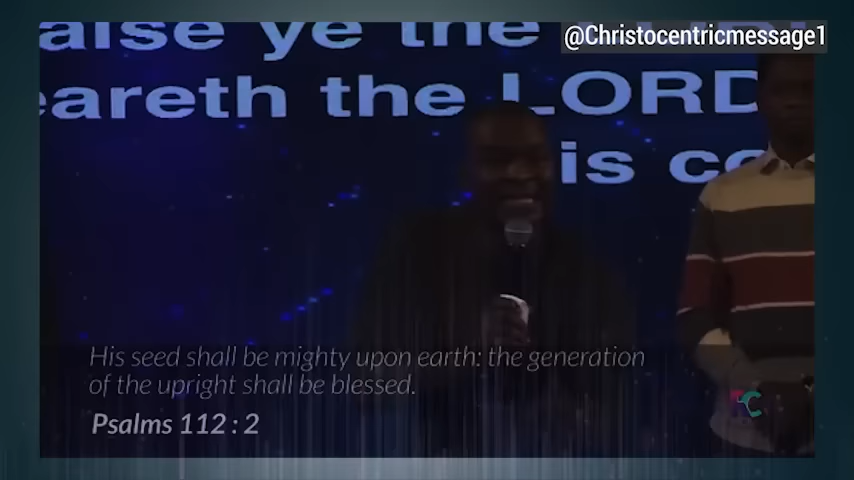 aise ye the
@Christocentricmessage1
eareth the LORD
is co
His seed shall be mighty upon earth: the generation
of the upright shall be blessed.
Psalms 112 : 2